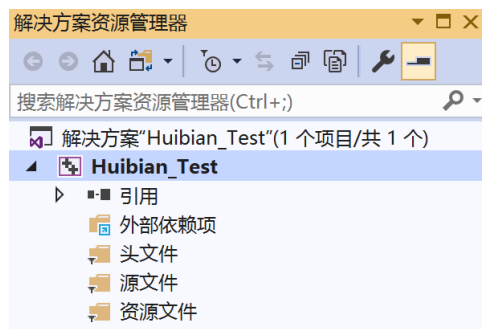 解决方案资源管理器
搜索解决方案资源管理器(Ctrl+;)
解决方案"Huibian_Test"(1 个项目/共 1 个)
Huibian_Test
引用
外部依赖项
头文件
源文件
资源文件